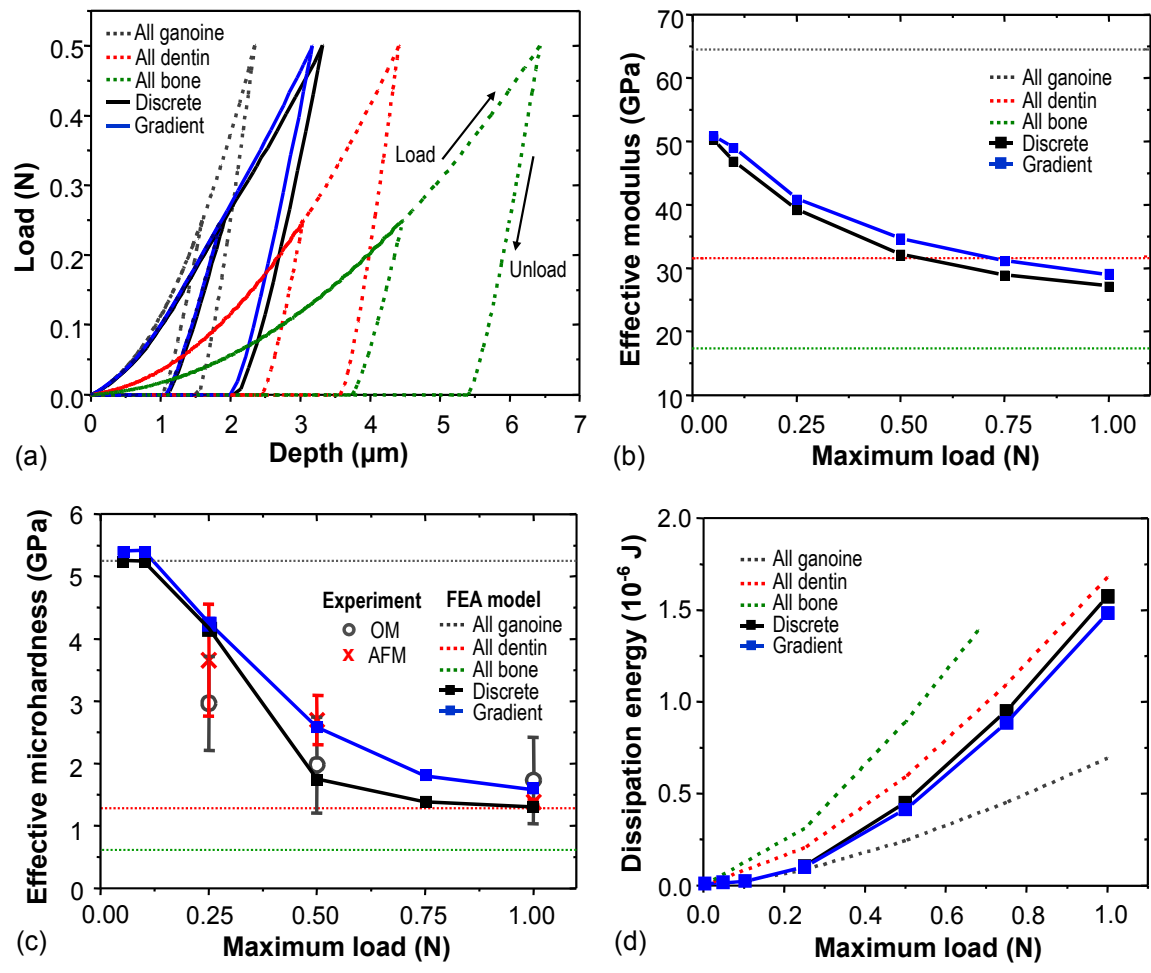 0.5
0.4
0.3
0.2
0.1
0.0
Load (N)
All ganoine
All dentin
All bone
Discrete
Gradient
Load
Unload
0 1 2 3 4 5 6 7
Depth (μm)
(a)
70
60
50
40
30
20
10
Effective modulus (GPa)
All ganoine
All dentin
All bone
Discrete
Gradient
0.00 0.25 0.50 0.75 1.00
Maximum load (N)
(b)
6
5
4
3
2
1
0
Effective microhardness (GPa)
Experiment
OM
AFM
FEA model
All ganoine
All dentin
All bone
Discrete
Gradient
0.00 0.25 0.50 0.75 1.00
Maximum load (N)
(c)
2.0
1.5
1.0
0.5
0.0
Dissipation energy (10⁻⁶ J)
All ganoine
All dentin
All bone
Discrete
Gradient
0.0 0.2 0.4 0.6 0.8 1.0
Maximum load (N)
(d)